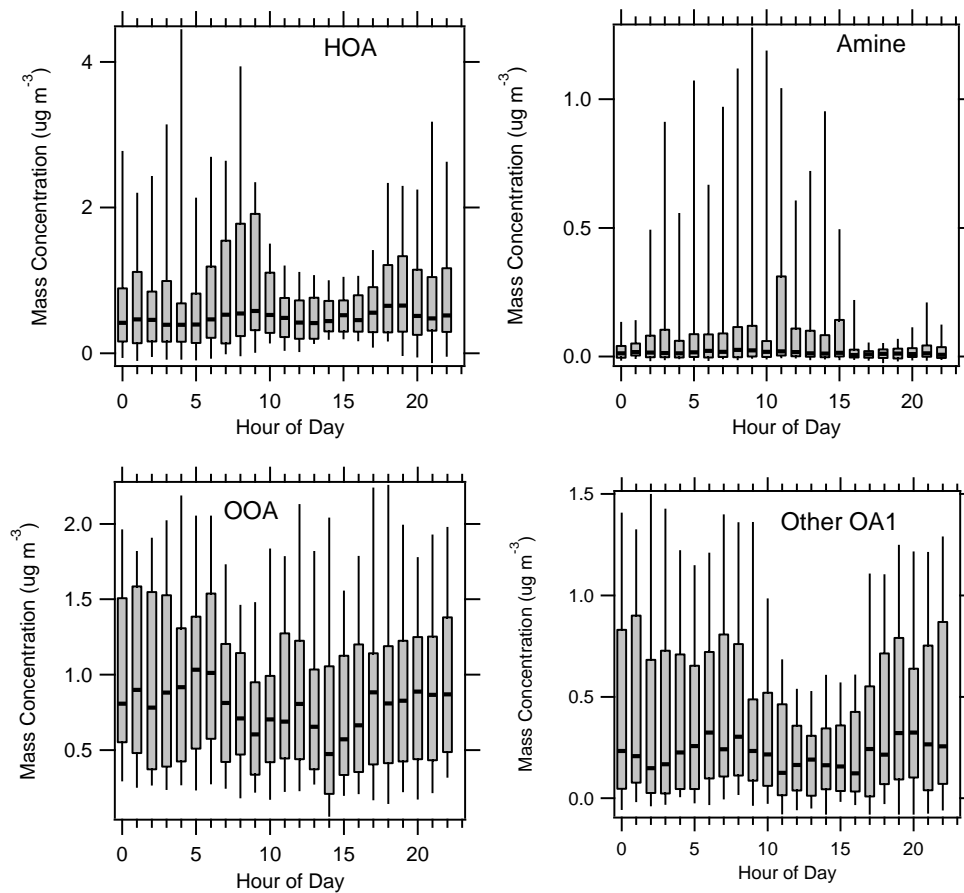 HOA
Mass Concentration (ug m-3)
4
2
0
0 5 10 15 20
Hour of Day
Amine
Mass Concentration (ug m-3)
1.0
0.5
0.0
0 5 10 15 20
Hour of Day
OOA
Mass Concentration (ug m-3)
2.0
1.5
1.0
0.5
0 5 10 15 20
Hour of Day
Other OA1
Mass Concentration (ug m-3)
1.5
1.0
0.5
0.0
0 5 10 15 20
Hour of Day